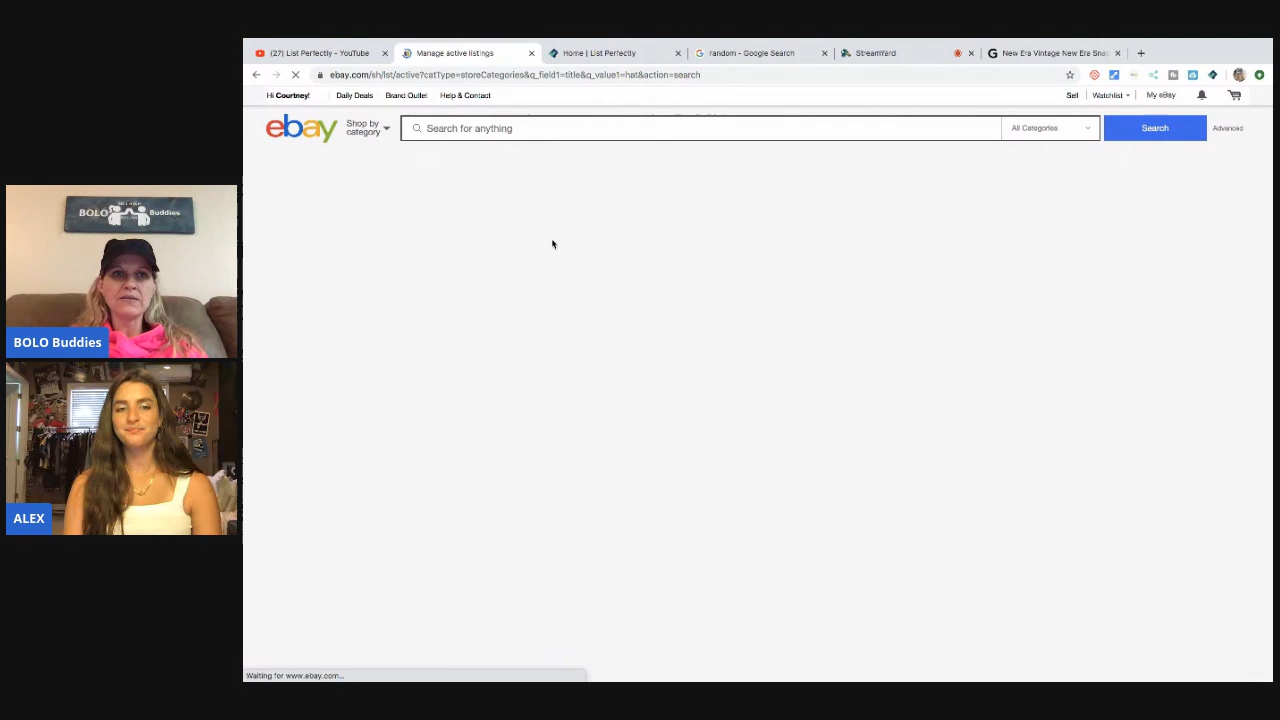 (27) List Perfectly - YouTube
Manage active listings
Home | List Perfectly
random - Google Search
StreamYard
New Era Vintage New Era Sna
ebay.com/sh/lst/active?catType=storeCategories&q_field1=title&q_value1=hat&action=search
Hi Courtney!
Daily Deals
Brand Outlet
Help & Contact
Sell
Watchlist
My eBay
ebay
Shop by
category
Search for anything
All Categories
Search
Advanced
BOLO Buddies
BOLO Buddies
ALEX
Waiting for www.ebay.com...